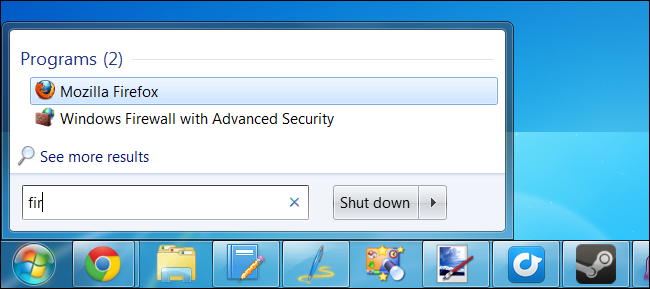 Programs (2)
Mozilla Firefox
Windows Firewall with Advanced Security
See more results
fir
Shut down